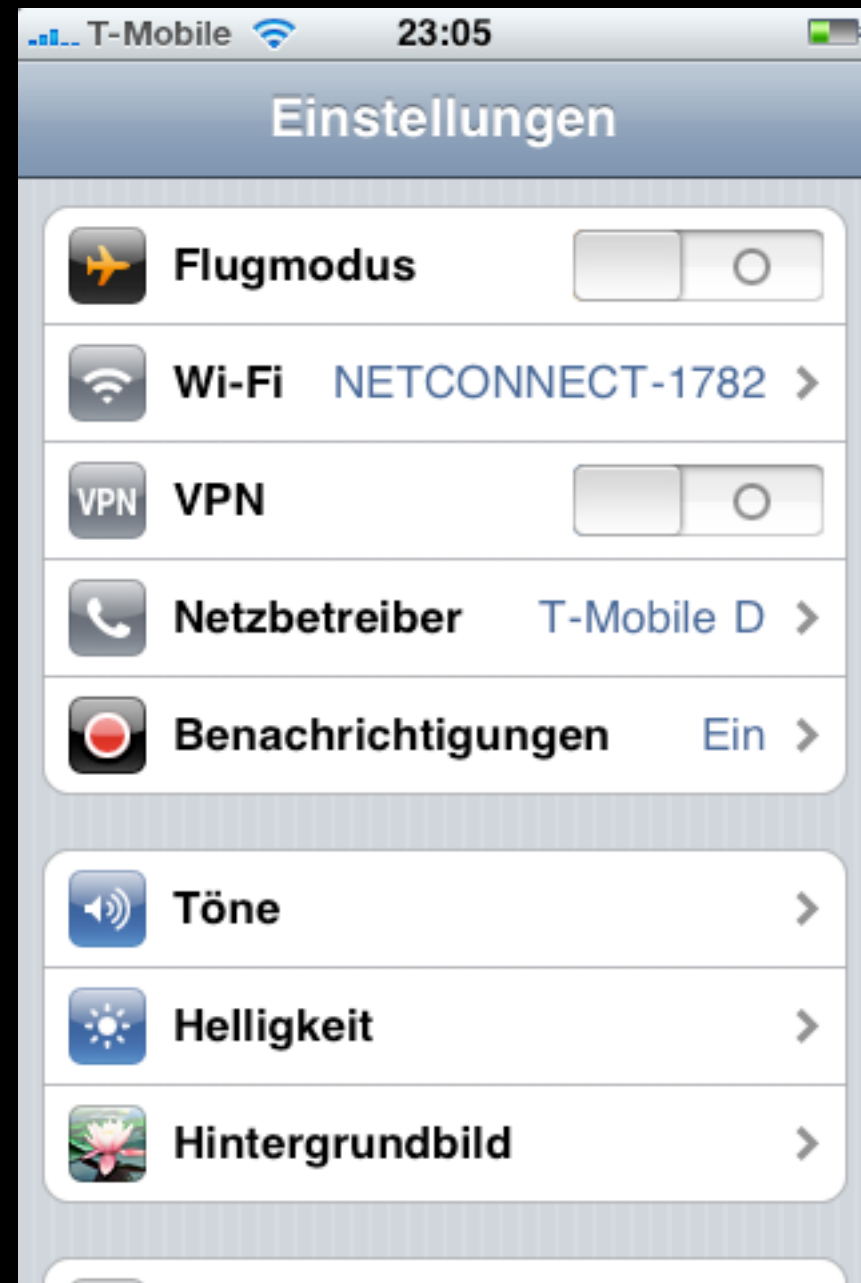 T-Mobile 23:05
Einstellungen
Flugmodus
Wi-Fi NETCONNECT-1782
VPN VPN
Netzbetreiber T-Mobile D
Benachrichtigungen Ein
Töne
Helligkeit
Hintergrundbild